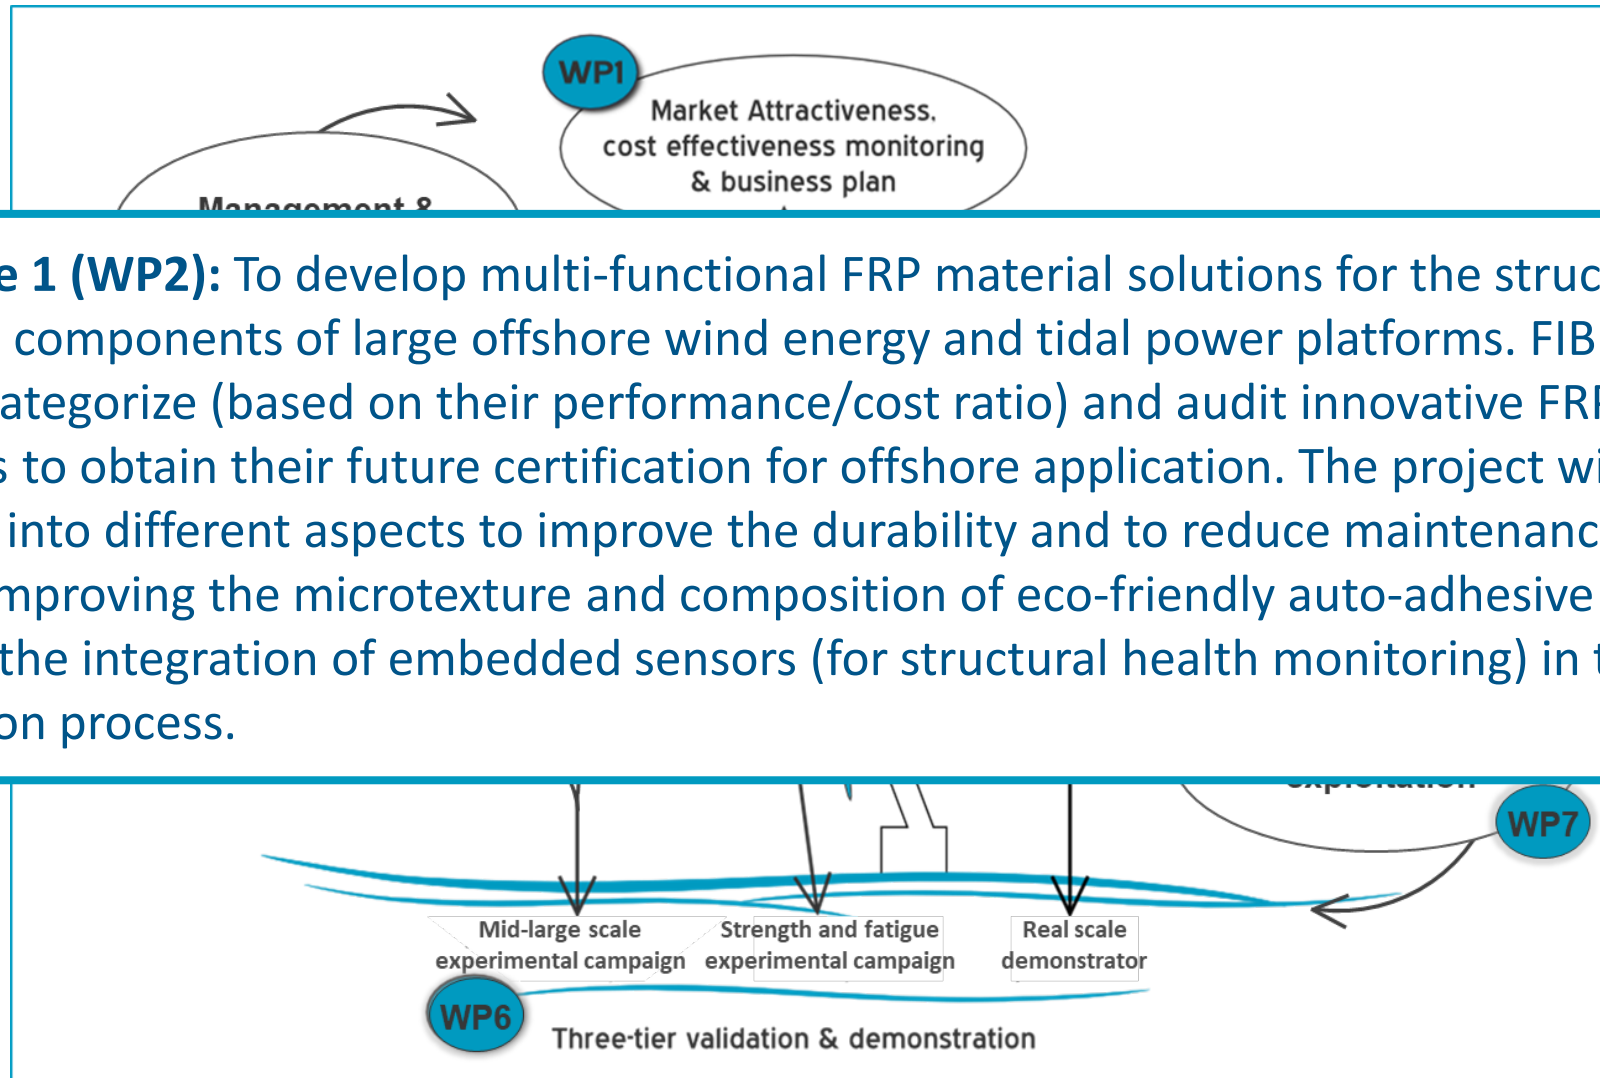 WP1
Market Attractiveness,
cost effectiveness monitoring
& business plan
Management &
e 1 (WP2): To develop multi-functional FRP material solutions for the struc
components of large offshore wind energy and tidal power platforms. FIB
ategorize (based on their performance/cost ratio) and audit innovative FRP
s to obtain their future certification for offshore application. The project wi
into different aspects to improve the durability and to reduce maintenanc
mproving the microtexture and composition of eco-friendly auto-adhesive
the integration of embedded sensors (for structural health monitoring) in t
on process.
exploitation
WP7
Mid-large scale
experimental campaign
Strength and fatigue
experimental campaign
Real scale
demonstrator
WP6
Three-tier validation & demonstration